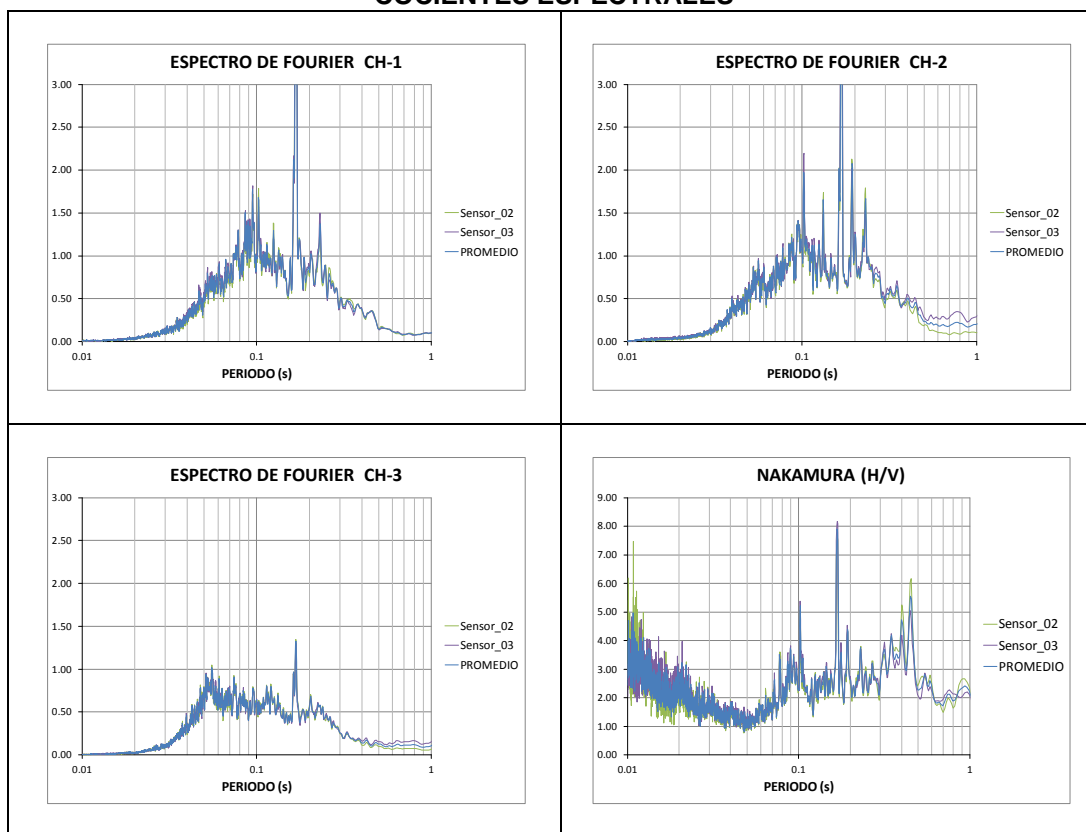 COCIENTES ESPECTRALES
ESPECTRO DE FOURIER CH-1
3.00
2.50
2.00
1.50
1.00
0.50
0.00
0.01
0.1
1
PERIODO (s)
Sensor_02
Sensor_03
PROMEDIO
ESPECTRO DE FOURIER CH-2
3.00
2.50
2.00
1.50
1.00
0.50
0.00
0.01
0.1
1
PERIODO (s)
Sensor_02
Sensor_03
PROMEDIO
ESPECTRO DE FOURIER CH-3
3.00
2.50
2.00
1.50
1.00
0.50
0.00
0.01
0.1
1
PERIODO (s)
Sensor_02
Sensor_03
PROMEDIO
NAKAMURA (H/V)
9.00
8.00
7.00
6.00
5.00
4.00
3.00
2.00
1.00
0.00
0.01
0.1
1
PERIODO (s)
Sensor_02
Sensor_03
PROMEDIO